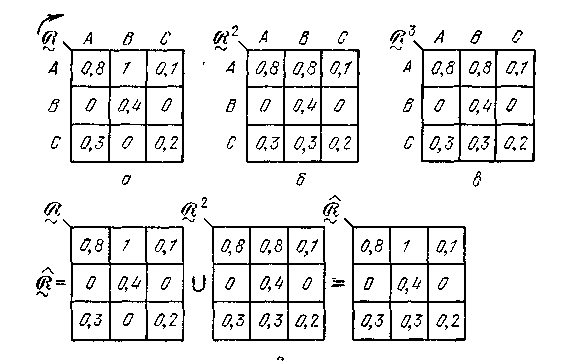 ℛ A B C ℛ² A B C ℛ³ A B C
A 0,8 1 0,1 A 0,8 0,8 0,1 A 0,8 0,8 0,1
B 0 0,4 0 B 0 0,4 0 B 0 0,4 0
C 0,3 0 0,2 C 0,3 0,3 0,2 C 0,3 0,3 0,2
а б в
ℛ ℛ² ℛ̂
0,8 1 0,1 0,8 0,8 0,1 0,8 1 0,1
ℛ̂= 0 0,4 0 ∪ 0 0,4 0 = 0 0,4 0
0,3 0 0,2 0,3 0,3 0,2 0,3 0,3 0,2